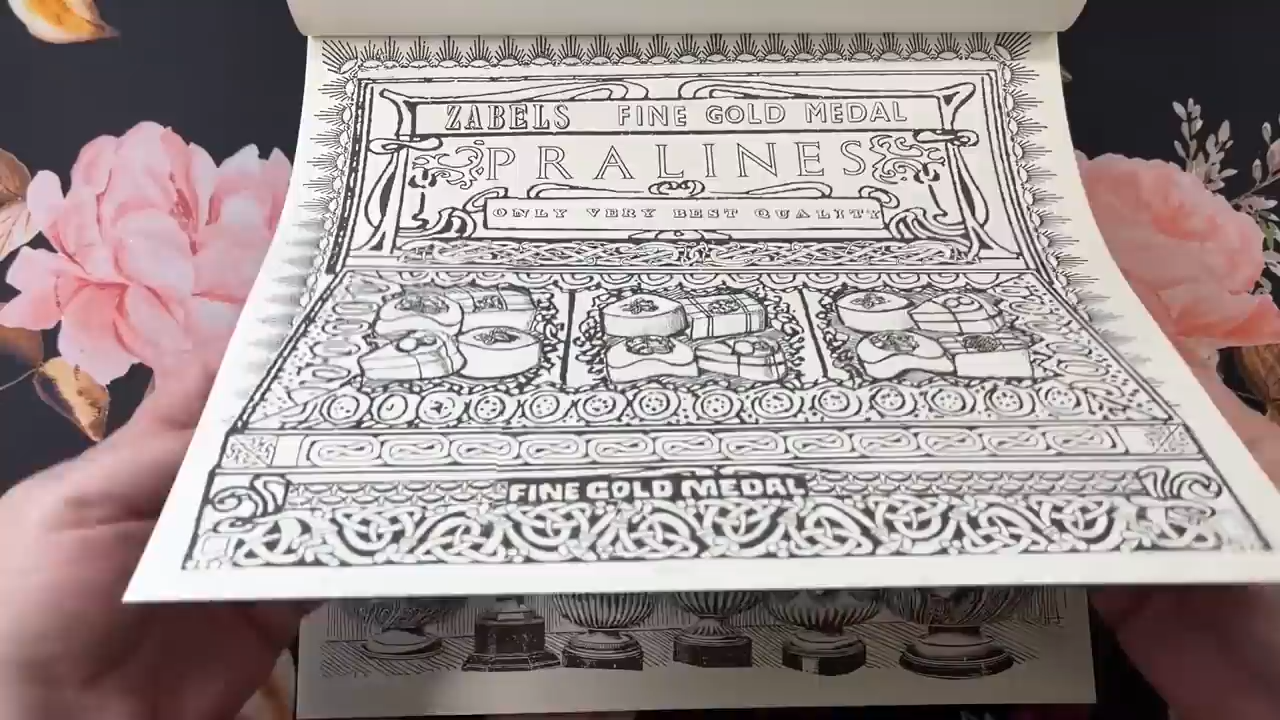 ZABELS FINE GOLD MEDAL
PRALINES
ONLY VERY BEST QUALITY
FINE GOLD MEDAL